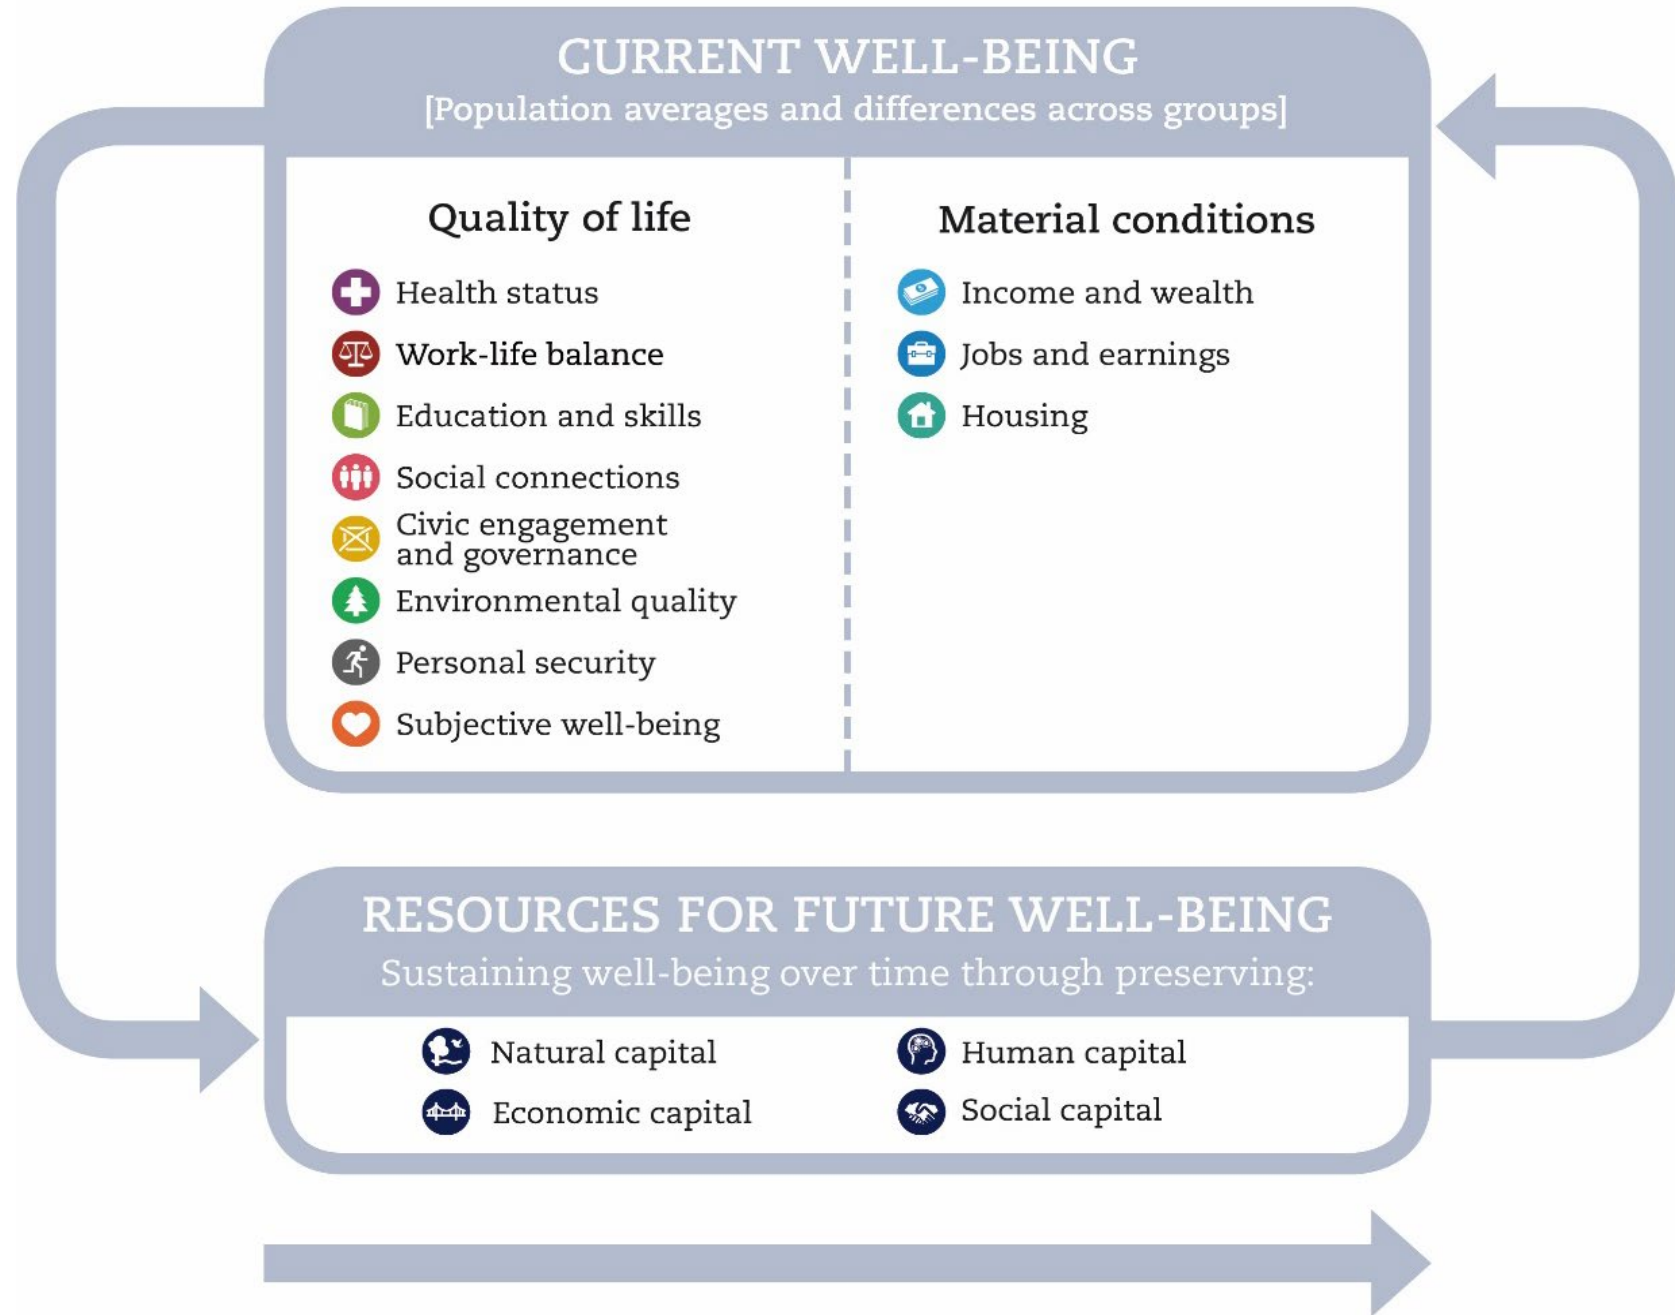 CURRENT WELL-BEING
[Population averages and differences across groups]
Quality of life
Health status
Work-life balance
Education and skills
Social connections
Civic engagement
and governance
Environmental quality
Personal security
Subjective well-being
Material conditions
Income and wealth
Jobs and earnings
Housing
RESOURCES FOR FUTURE WELL-BEING
Sustaining well-being over time through preserving:
Natural capital
Human capital
Economic capital
Social capital